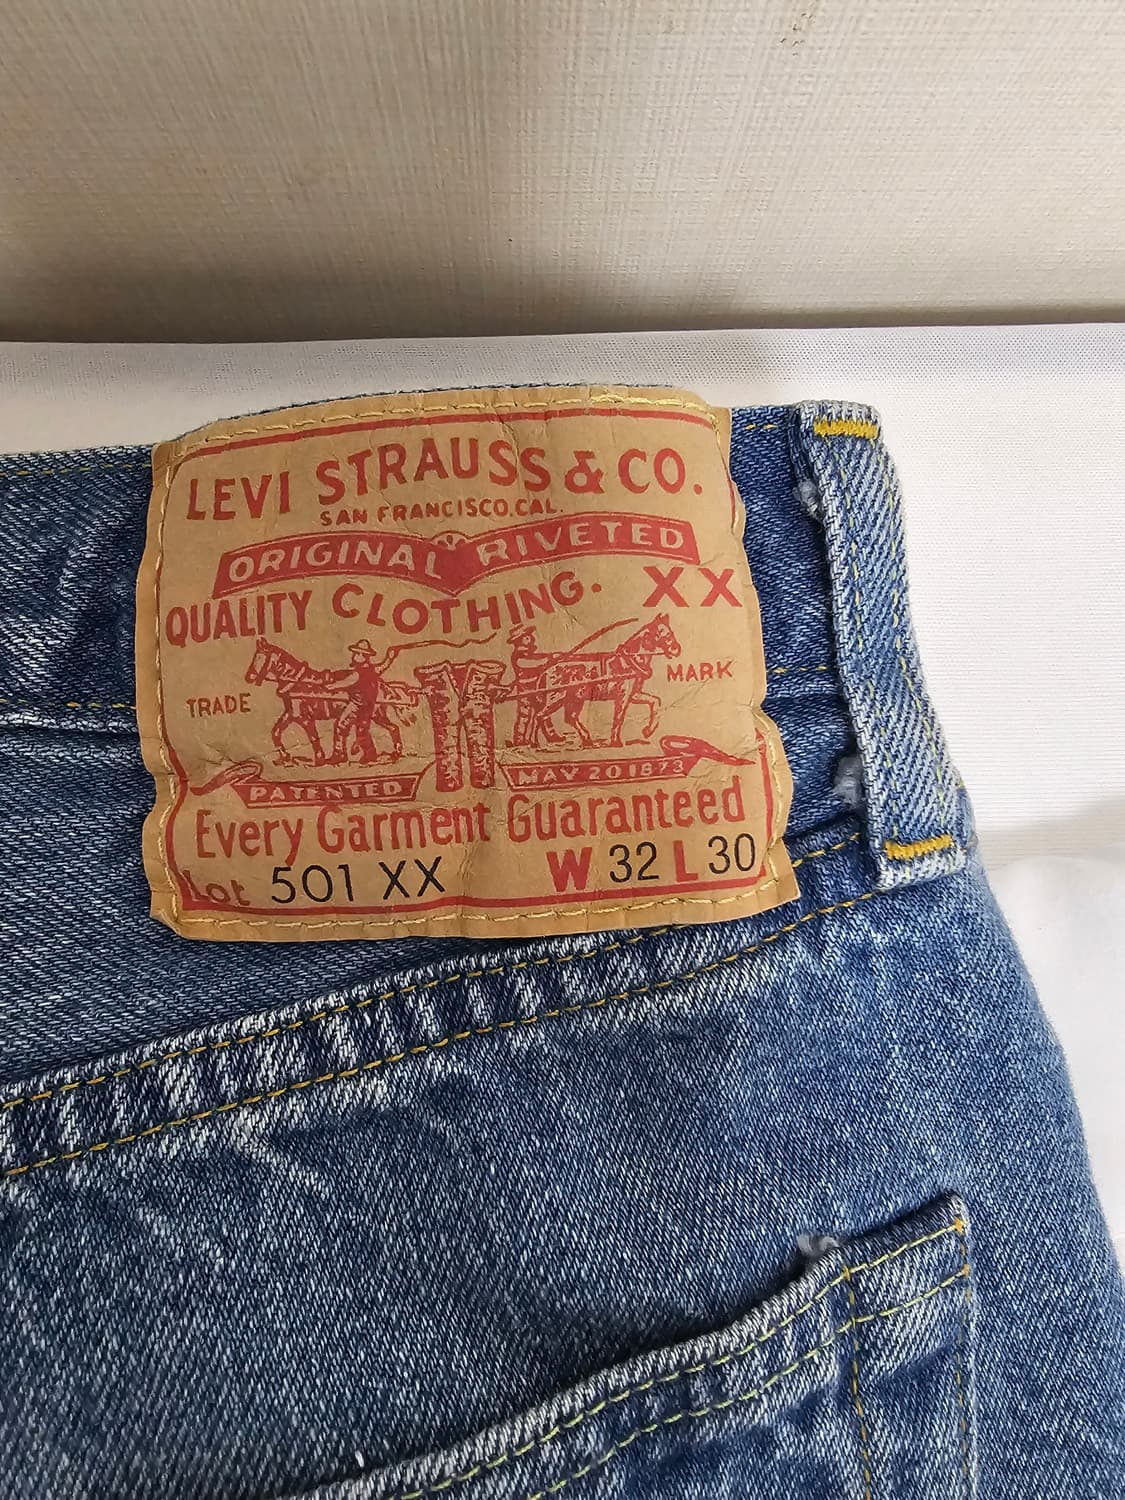 LEVI STRAUSS & CO.
SAN FRANCISCO, CAL.
ORIGINAL RIVETED
QUALITY CLOTHING. XX
TRADE MARK
PATENTED MAY 20 1873
Every Garment Guaranteed
Lot 501 XX W 32 L 30